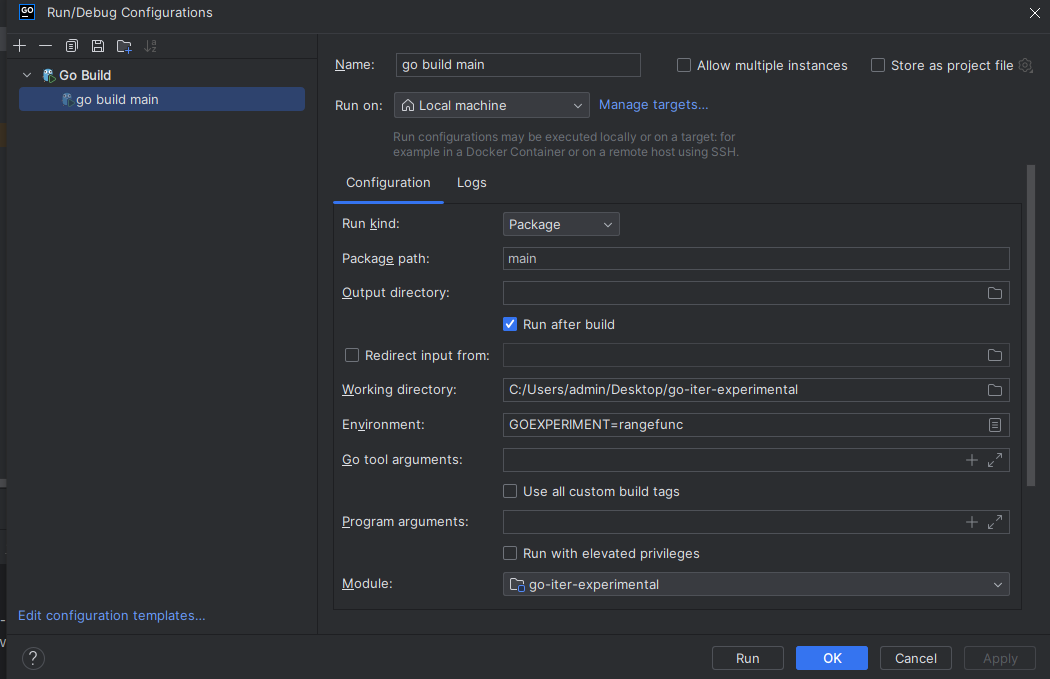 GO Run/Debug Configurations
Go Build
go build main
Name: go build main Allow multiple instances Store as project file
Run on: Local machine Manage targets...
Run configurations may be executed locally or on a target: for
example in a Docker Container or on a remote host using SSH.
Configuration Logs
Run kind: Package
Package path: main
Output directory:
Run after build
Redirect input from:
Working directory: C:/Users/admin/Desktop/go-iter-experimental
Environment: GOEXPERIMENT=rangefunc
Go tool arguments:
Use all custom build tags
Program arguments:
Run with elevated privileges
Module: go-iter-experimental
Edit configuration templates...
? Run OK Cancel Apply